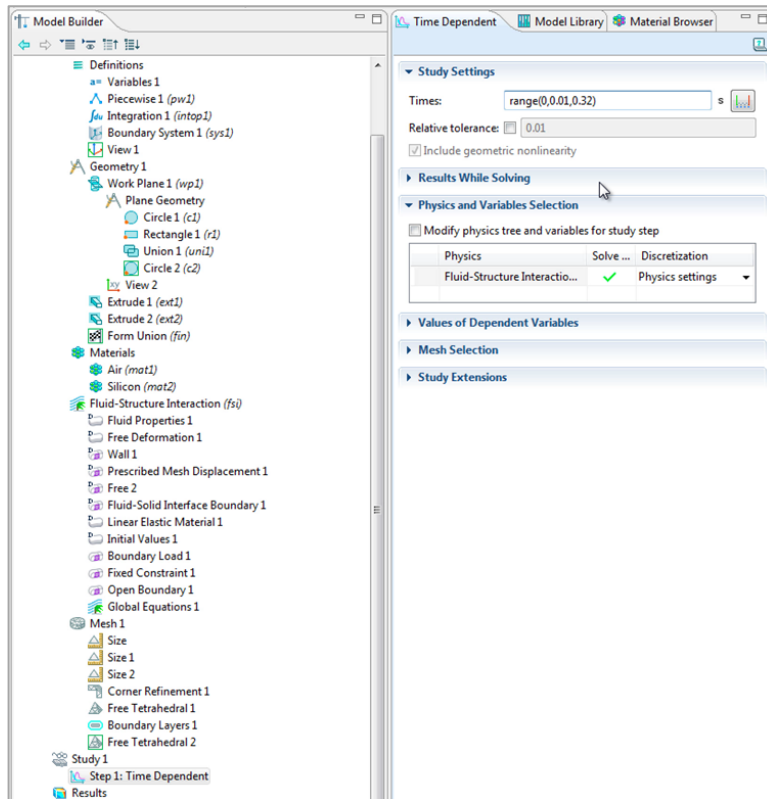 Model Builder
Definitions
a= Variables 1
Piecewise 1 (pw1)
∫du Integration 1 (intop1)
Boundary System 1 (sys1)
View 1
Geometry 1
Work Plane 1 (wp1)
Plane Geometry
Circle 1 (c1)
Rectangle 1 (r1)
Union 1 (uni1)
Circle 2 (c2)
xy View 2
Extrude 1 (ext1)
Extrude 2 (ext2)
Form Union (fin)
Materials
Air (mat1)
Silicon (mat2)
Fluid-Structure Interaction (fsi)
D Fluid Properties 1
D Free Deformation 1
D Wall 1
D Prescribed Mesh Displacement 1
D Free 2
D Fluid-Solid Interface Boundary 1
D Linear Elastic Material 1
D Initial Values 1
Boundary Load 1
Fixed Constraint 1
Open Boundary 1
Global Equations 1
Mesh 1
Size
Size 1
Size 2
Corner Refinement 1
Free Tetrahedral 1
Boundary Layers 1
Free Tetrahedral 2
Study 1
Step 1: Time Dependent
Results
Time Dependent Model Library Material Browser
Study Settings
Times: range(0,0.01,0.32) s
Relative tolerance: 0.01
Include geometric nonlinearity
Results While Solving
Physics and Variables Selection
Modify physics tree and variables for study step
Physics Solve ... Discretization
Fluid-Structure Interactio... Physics settings
Values of Dependent Variables
Mesh Selection
Study Extensions